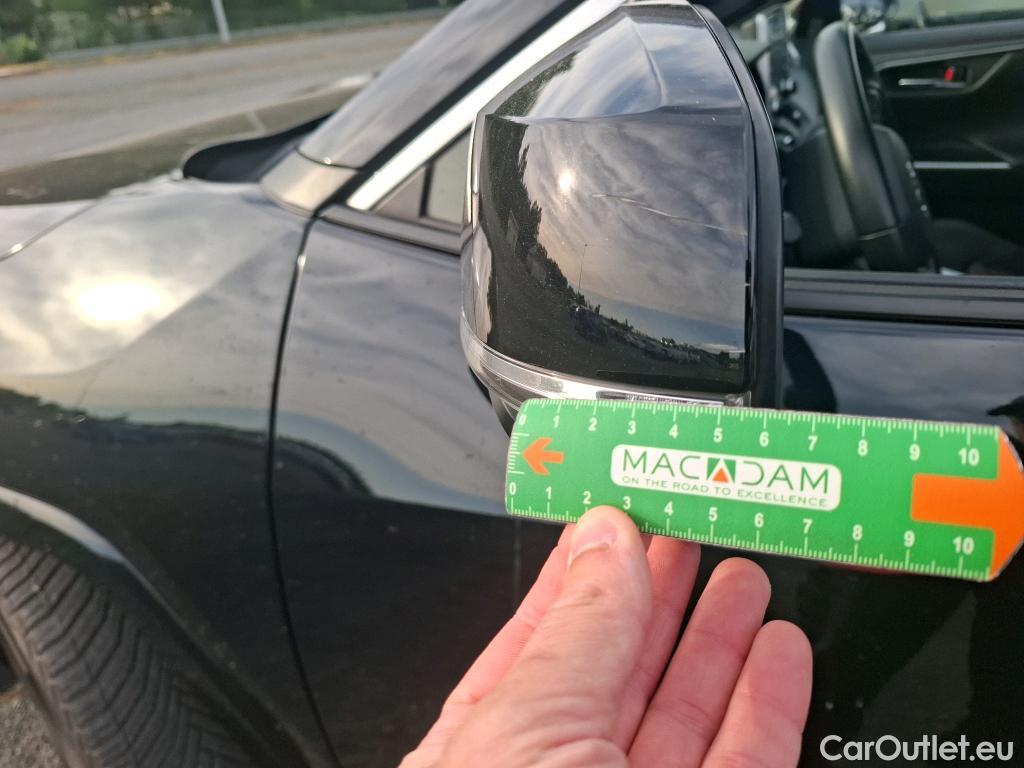 0 1 2 3 4 5 6 7 8 9 10
MACADAM
ON THE ROAD TO EXCELLENCE
0 1 2 3 4 5 6 7 8 9 10
CarOutlet.eu